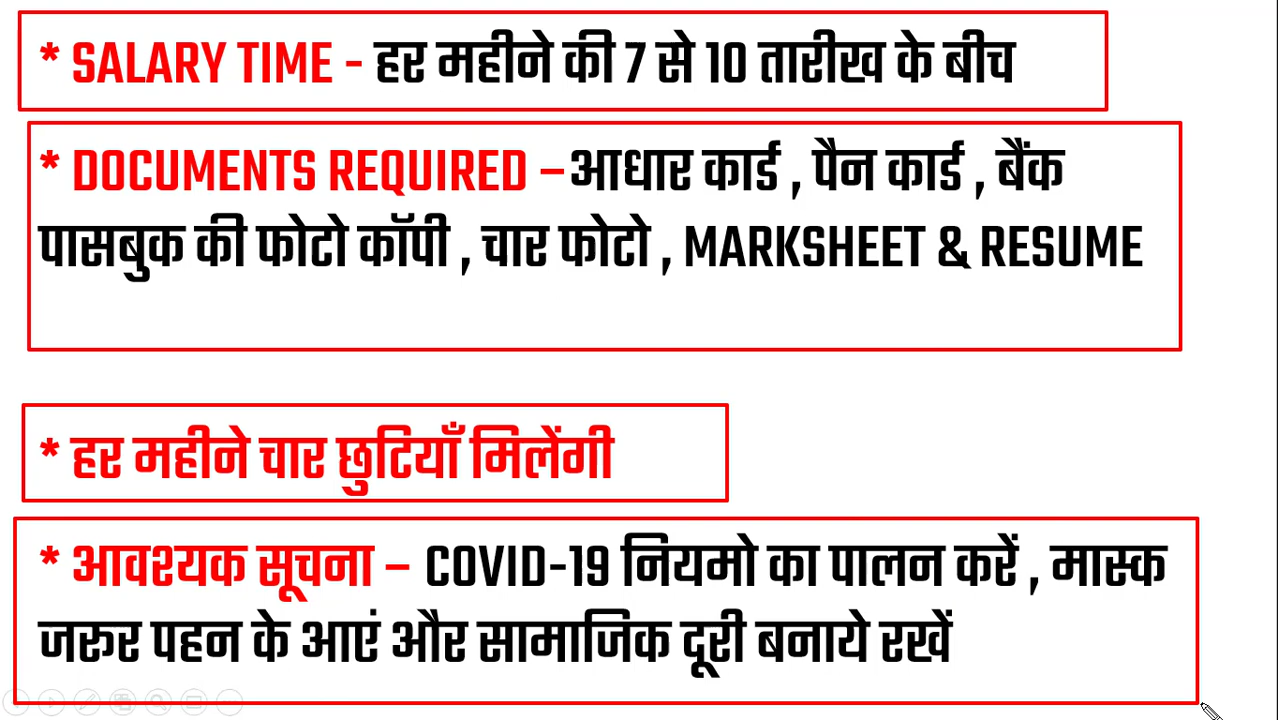 * SALARY TIME - हर महीने की 7 से 10 तारीख के बीच
* DOCUMENTS REQUIRED –आधार कार्ड , पैन कार्ड , बैंक
पासबुक की फोटो कॉपी , चार फोटो , MARKSHEET & RESUME
* हर महीने चार छुटियाँ मिलेंगी
* आवश्यक सूचना – COVID-19 नियमो का पालन करें , मास्क
जरूर पहन के आएं और सामाजिक दूरी बनाये रखें